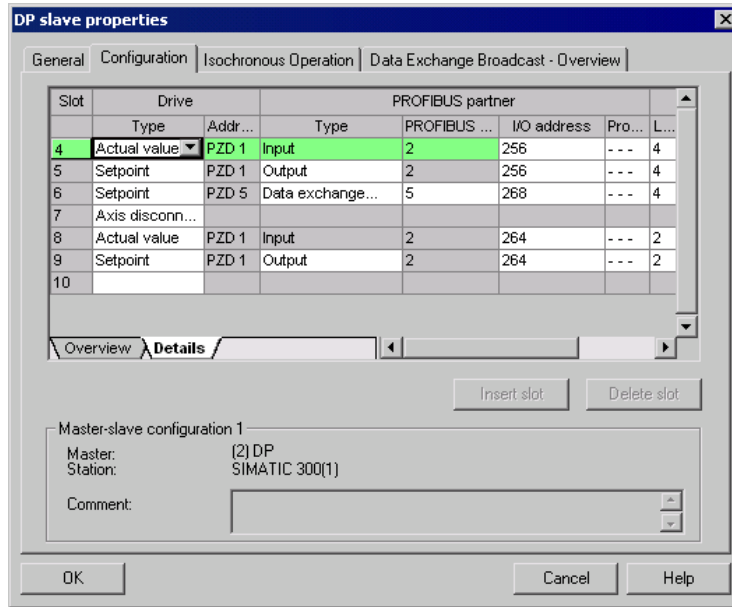 DP slave properties
General Configuration Isochronous Operation Data Exchange Broadcast - Overview
Slot Drive PROFIBUS partner
Type Addr... Type PROFIBUS ... I/O address Pro... L...
4 Actual value PZD 1 Input 2 256 - - - 4
5 Setpoint PZD 1 Output 2 256 - - - 4
6 Setpoint PZD 5 Data exchange... 5 268 - - - 4
7 Axis disconn...
8 Actual value PZD 1 Input 2 264 - - - 2
9 Setpoint PZD 1 Output 2 264 - - - 2
10
Overview Details
Insert slot Delete slot
Master-slave configuration 1
Master: (2) DP
Station: SIMATIC 300(1)
Comment:
OK Cancel Help